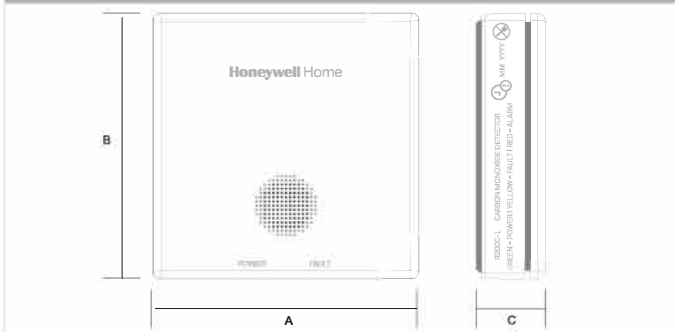 Honeywell Home
B
POWER FAULT
A
R200C-1 CARBON MONOXIDE DETECTOR
GREEN = POWER | YELLOW = FAULT | RED = ALARM
MM YYYY
C